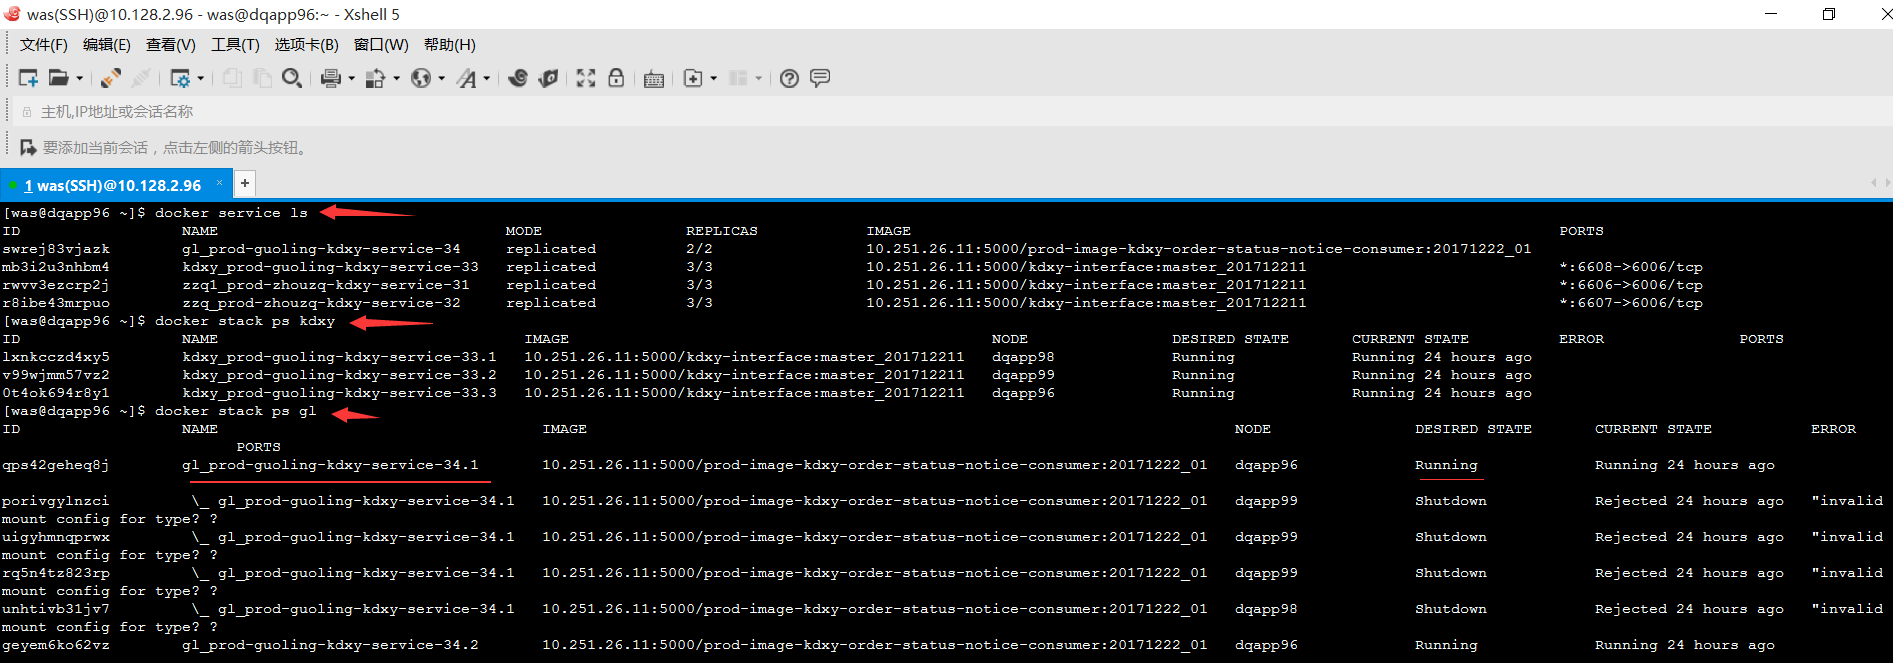 was(SSH)@10.128.2.96 - was@dqapp96:~ - Xshell 5
文件(F) 编辑(E) 查看(V) 工具(T) 选项卡(B) 窗口(W) 帮助(H)
主机,IP地址或会话名称
要添加当前会话，点击左侧的箭头按钮。
1 was(SSH)@10.128.2.96 × +
[was@dqapp96 ~]$ docker service ls
ID NAME MODE REPLICAS IMAGE PORTS
swrej83vjazk gl_prod-guoling-kdxy-service-34 replicated 2/2 10.251.26.11:5000/prod-image-kdxy-order-status-notice-consumer:20171222_01
mb3i2u3nhbm4 kdxy_prod-guoling-kdxy-service-33 replicated 3/3 10.251.26.11:5000/kdxy-interface:master_201712211 *:6608->6006/tcp
rwvv3ezcrp2j zzq1_prod-zhouzq-kdxy-service-31 replicated 3/3 10.251.26.11:5000/kdxy-interface:master_201712211 *:6606->6006/tcp
r8ibe43mrpuo zzq_prod-zhouzq-kdxy-service-32 replicated 3/3 10.251.26.11:5000/kdxy-interface:master_201712211 *:6607->6006/tcp
[was@dqapp96 ~]$ docker stack ps kdxy
ID NAME IMAGE NODE DESIRED STATE CURRENT STATE ERROR PORTS
lxnkcczd4xy5 kdxy_prod-guoling-kdxy-service-33.1 10.251.26.11:5000/kdxy-interface:master_201712211 dqapp98 Running Running 24 hours ago
v99wjmm57vz2 kdxy_prod-guoling-kdxy-service-33.2 10.251.26.11:5000/kdxy-interface:master_201712211 dqapp99 Running Running 24 hours ago
0t4ok694r8y1 kdxy_prod-guoling-kdxy-service-33.3 10.251.26.11:5000/kdxy-interface:master_201712211 dqapp96 Running Running 24 hours ago
[was@dqapp96 ~]$ docker stack ps gl
ID NAME IMAGE NODE DESIRED STATE CURRENT STATE ERROR
PORTS
qps42geheq8j gl_prod-guoling-kdxy-service-34.1 10.251.26.11:5000/prod-image-kdxy-order-status-notice-consumer:20171222_01 dqapp96 Running Running 24 hours ago
porivgylnzci \_ gl_prod-guoling-kdxy-service-34.1 10.251.26.11:5000/prod-image-kdxy-order-status-notice-consumer:20171222_01 dqapp99 Shutdown Rejected 24 hours ago "invalid
mount config for type? ?
uigyhmnqprwx \_ gl_prod-guoling-kdxy-service-34.1 10.251.26.11:5000/prod-image-kdxy-order-status-notice-consumer:20171222_01 dqapp99 Shutdown Rejected 24 hours ago "invalid
mount config for type? ?
rq5n4tz823rp \_ gl_prod-guoling-kdxy-service-34.1 10.251.26.11:5000/prod-image-kdxy-order-status-notice-consumer:20171222_01 dqapp99 Shutdown Rejected 24 hours ago "invalid
mount config for type? ?
unhtivb31jv7 \_ gl_prod-guoling-kdxy-service-34.1 10.251.26.11:5000/prod-image-kdxy-order-status-notice-consumer:20171222_01 dqapp98 Shutdown Rejected 24 hours ago "invalid
mount config for type? ?
geyem6ko62vz gl_prod-guoling-kdxy-service-34.2 10.251.26.11:5000/prod-image-kdxy-order-status-notice-consumer:20171222_01 dqapp96 Running Running 24 hours ago